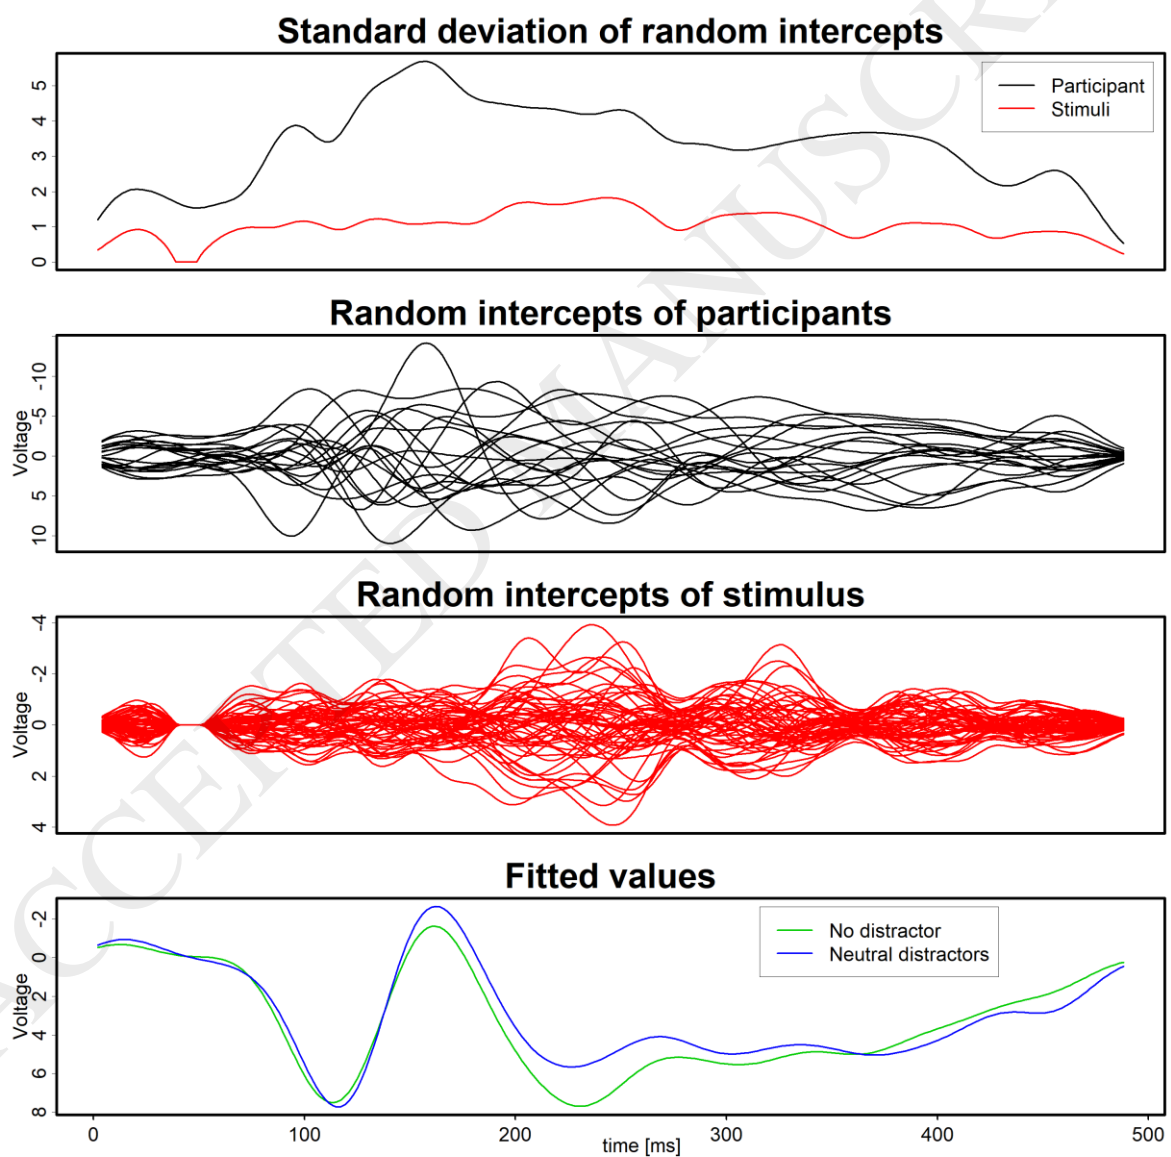 Standard deviation of random intercepts
Participant
Stimuli
5
4
3
2
1
0
Random intercepts of participants
Voltage
-10
-5
0
5
10
Random intercepts of stimulus
Voltage
-4
-2
0
2
4
Fitted values
No distractor
Neutral distractors
Voltage
-2
0
2
4
6
8
0 100 200 300 400 500
time [ms]
ACCEPTED MANUSCRI